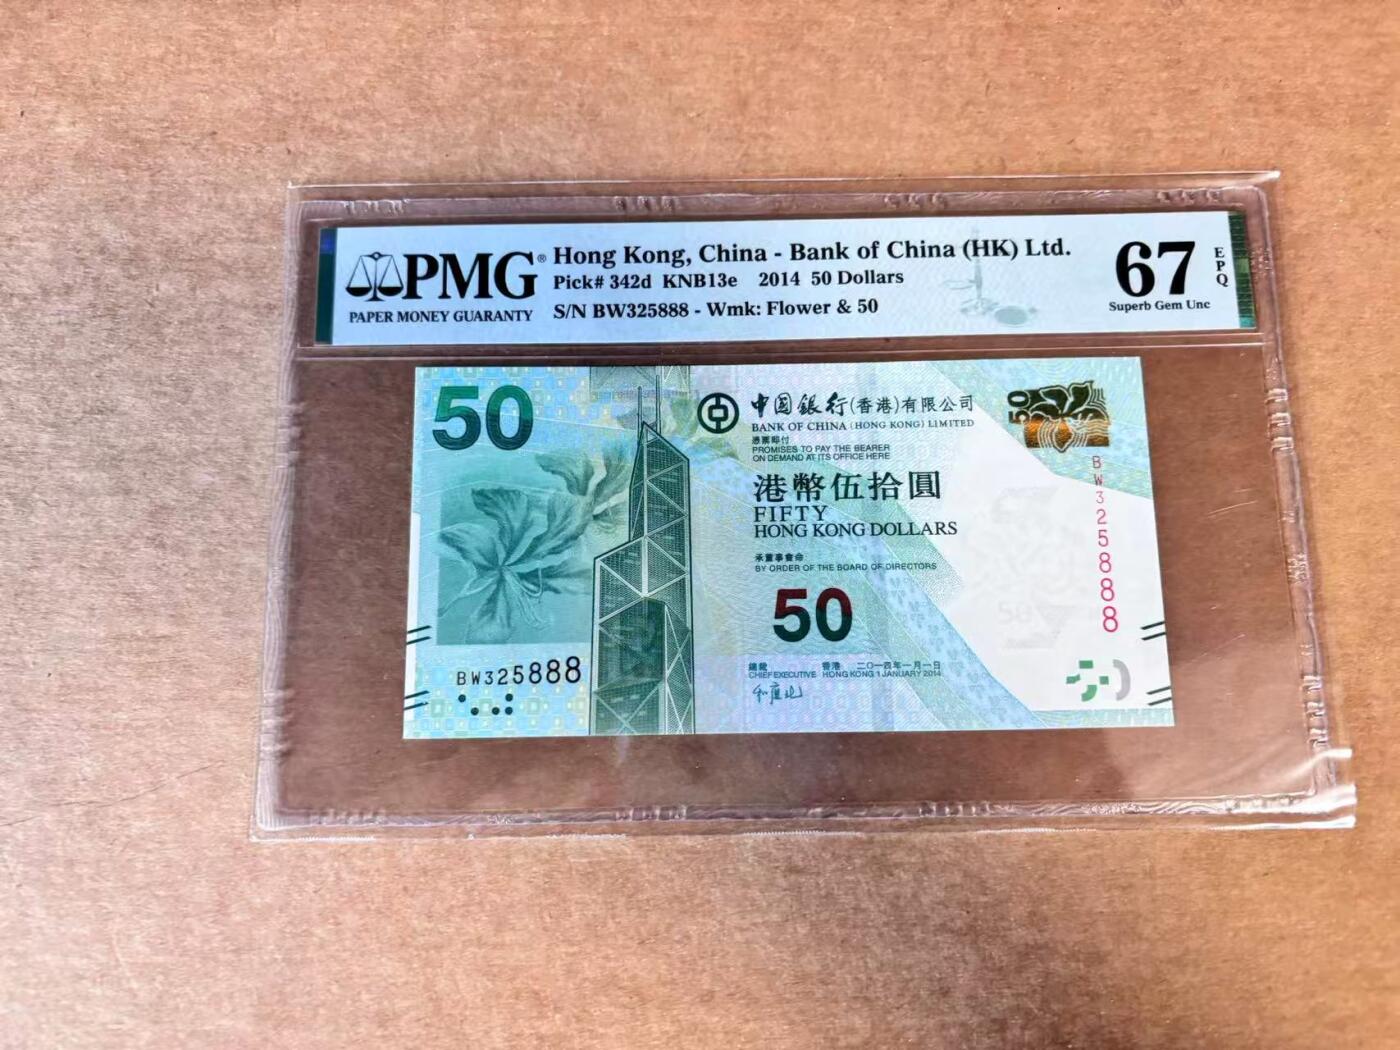 PMG®
PAPER MONEY GUARANTY
Hong Kong, China - Bank of China (HK) Ltd.
Pick# 342d KNB13e 2014 50 Dollars
S/N BW325888 - Wmk: Flower & 50
67
EPQ
Superb Gem Unc
50
中国銀行(香港)有限公司
BANK OF CHINA (HONG KONG) LIMITED
憑票即付
PROMISES TO PAY THE BEARER
ON DEMAND AT ITS OFFICE HERE
港幣伍拾圓
FIFTY
HONG KONG DOLLARS
承董事會命
BY ORDER OF THE BOARD OF DIRECTORS
50
總裁 香港 二〇一四年一月一日
CHIEF EXECUTIVE HONG KONG 1 JANUARY 2014
BW325888
50
BW325888
50